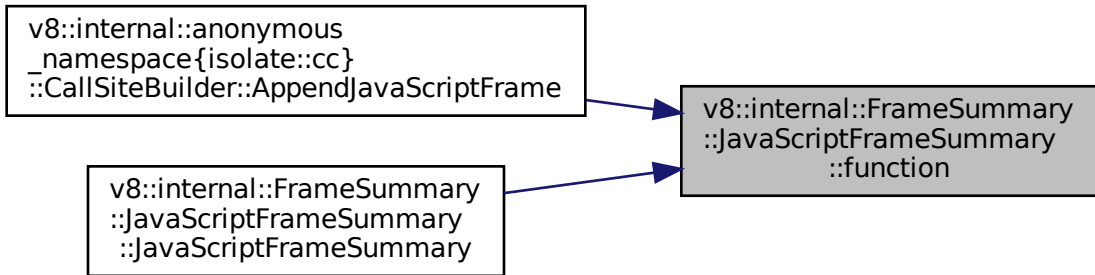 v8::internal::anonymous
_namespace{isolate::cc}
::CallSiteBuilder::AppendJavaScriptFrame
v8::internal::FrameSummary
::JavaScriptFrameSummary
::function
v8::internal::FrameSummary
::JavaScriptFrameSummary
::JavaScriptFrameSummary